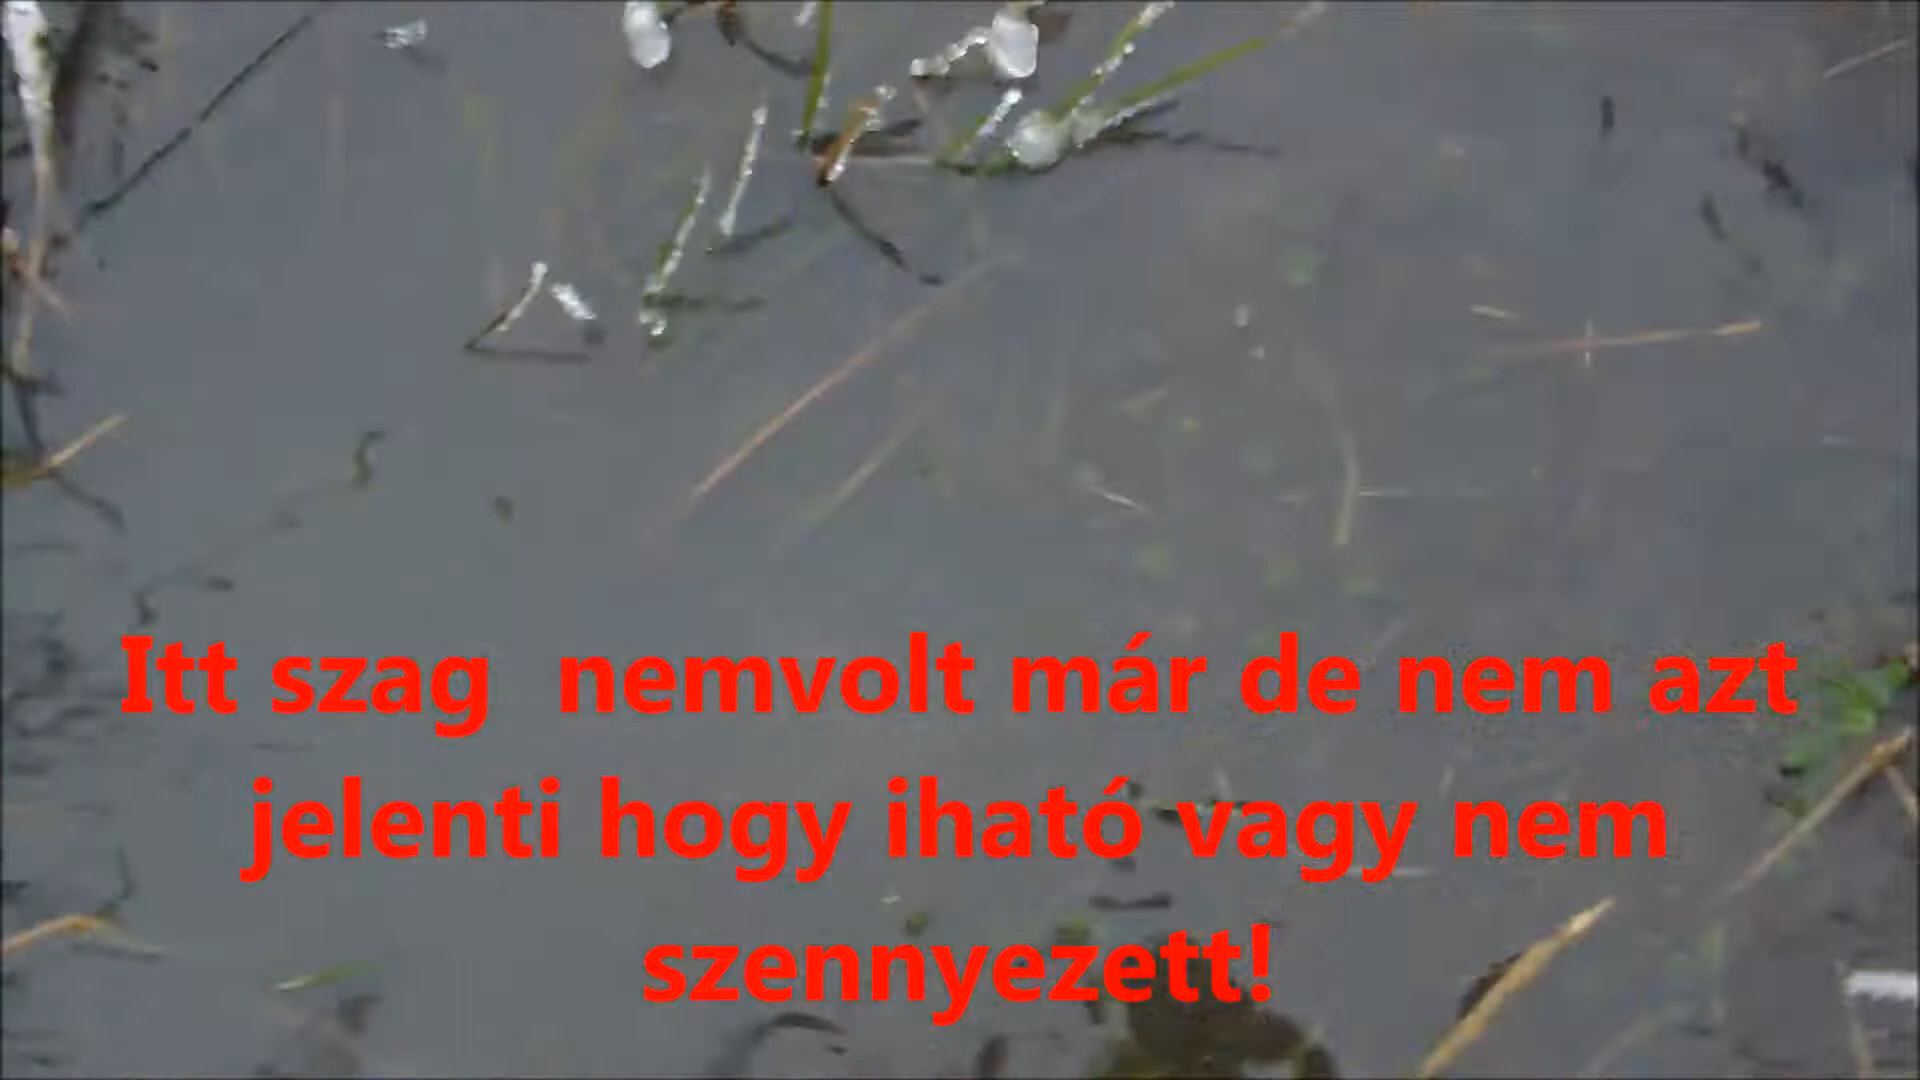 Itt szag  nemvolt már de nem azt
jelenti hogy iható vagy nem
szennyezett!